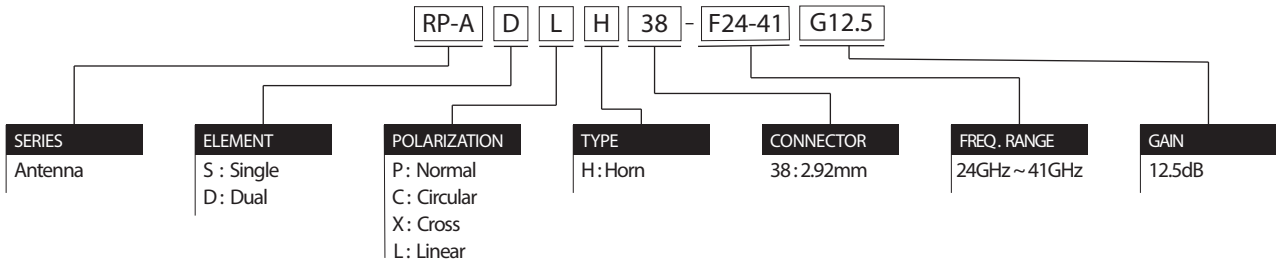 RP-A D L H 38 - F24-41 G12.5
SERIES
Antenna
ELEMENT
S : Single
D : Dual
POLARIZATION
P : Normal
C : Circular
X : Cross
L : Linear
TYPE
H : Horn
CONNECTOR
38 : 2.92mm
FREQ. RANGE
24GHz ~ 41GHz
GAIN
12.5dB